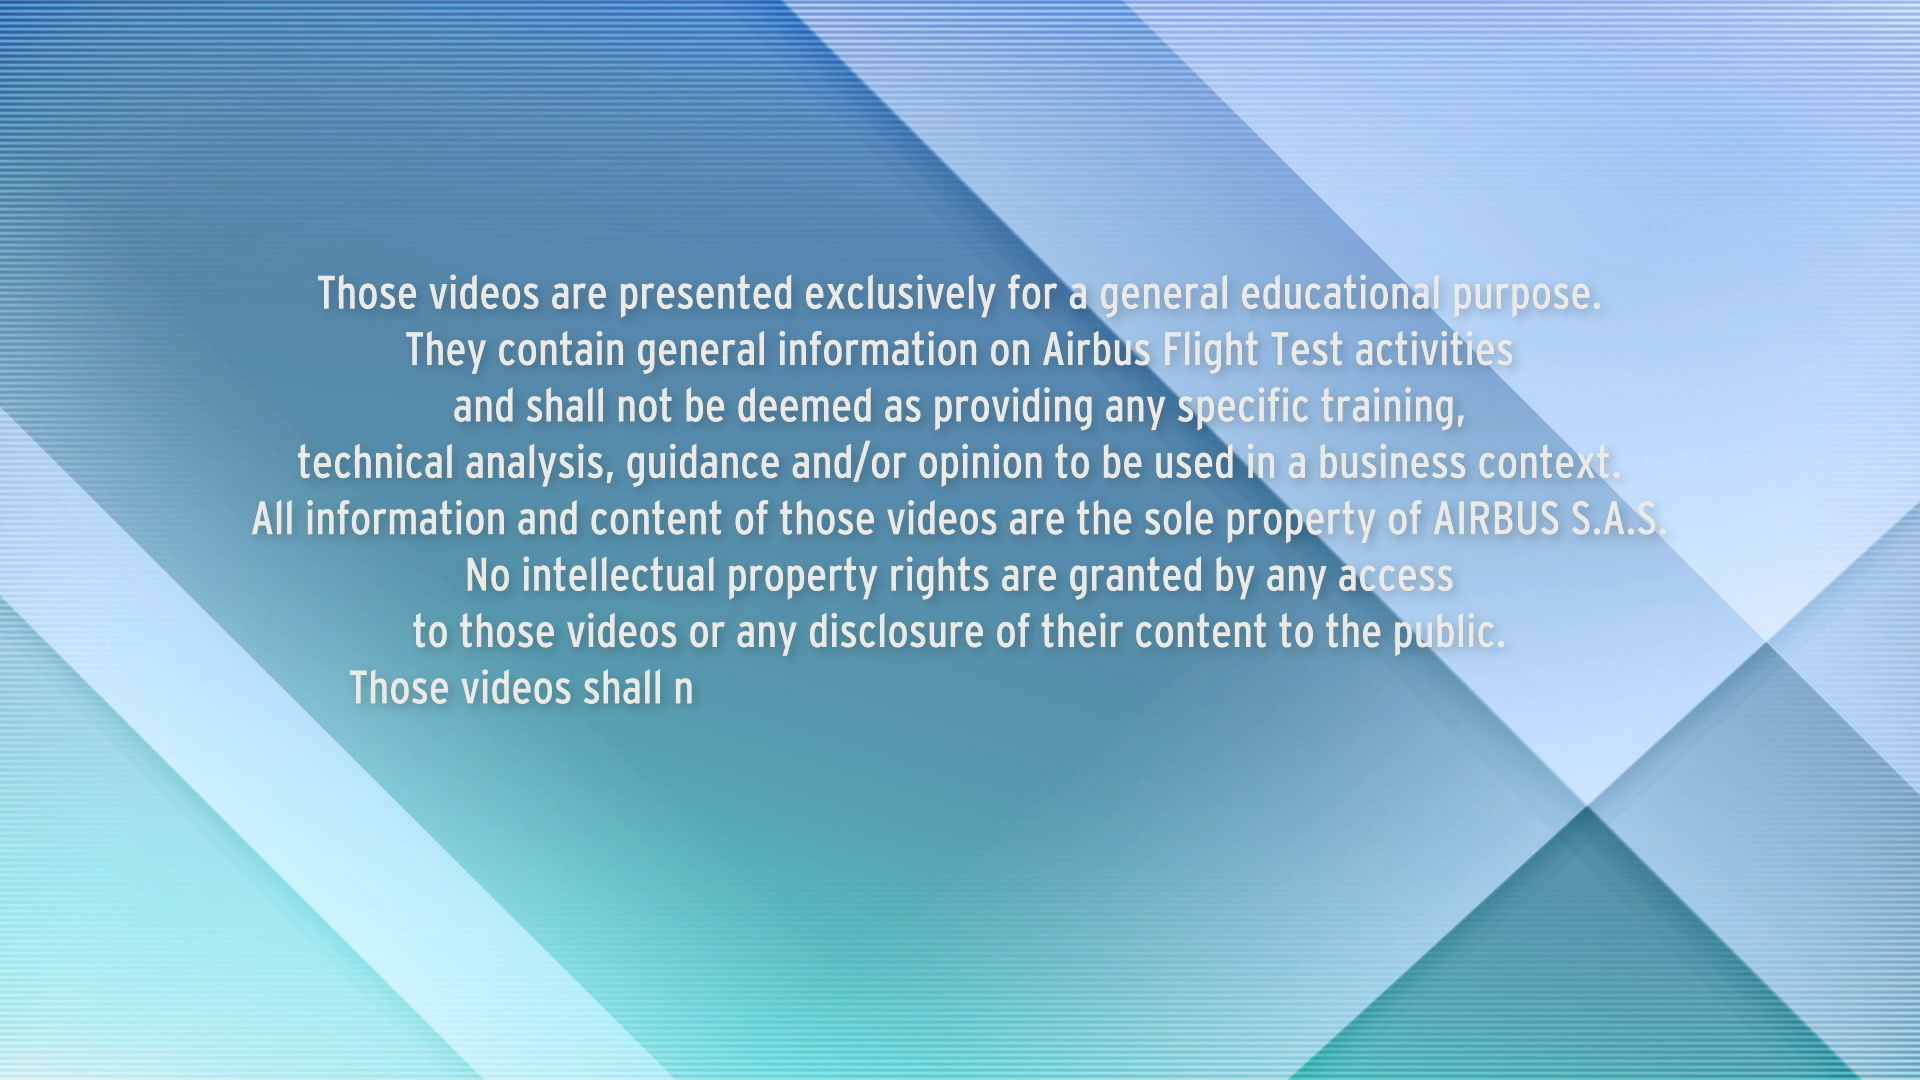 Those videos are presented exclusively for a general educational purpose.
They contain general information on Airbus Flight Test activities
and shall not be deemed as providing any specific training,
technical analysis, guidance and/or opinion to be used in a business context.
All information and content of those videos are the sole property of AIRBUS S.A.S.
No intellectual property rights are granted by any access
to those videos or any disclosure of their content to the public.
Those videos shall n